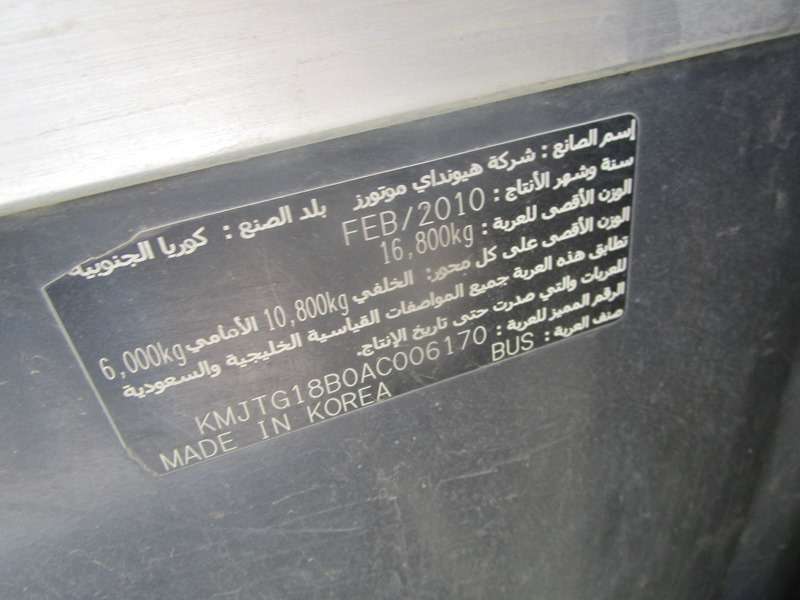 إسم الصانع : شركة هيونداي موتورز بلد الصنع : كوريا الجنوبية
سنة وشهر الأنتاج : FEB/2010
الوزن الأقصى للعربة : 16,800kg
الوزن الأقصى على كل محور: الخلفي 10,800kg الأمامي 6,000kg
تطابق هذه العربة جميع المواصفات القياسية الخليجية والسعودية
للعربات والتي صدرت حتى تاريخ الإنتاج.
الرقم المميز للعربة : KMJTG18B0AC006170
صنف العربة : BUS
MADE IN KOREA